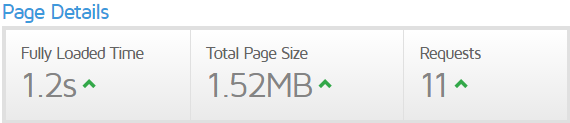 Page Details
Fully Loaded Time
1.2s
Total Page Size
1.52MB
Requests
11